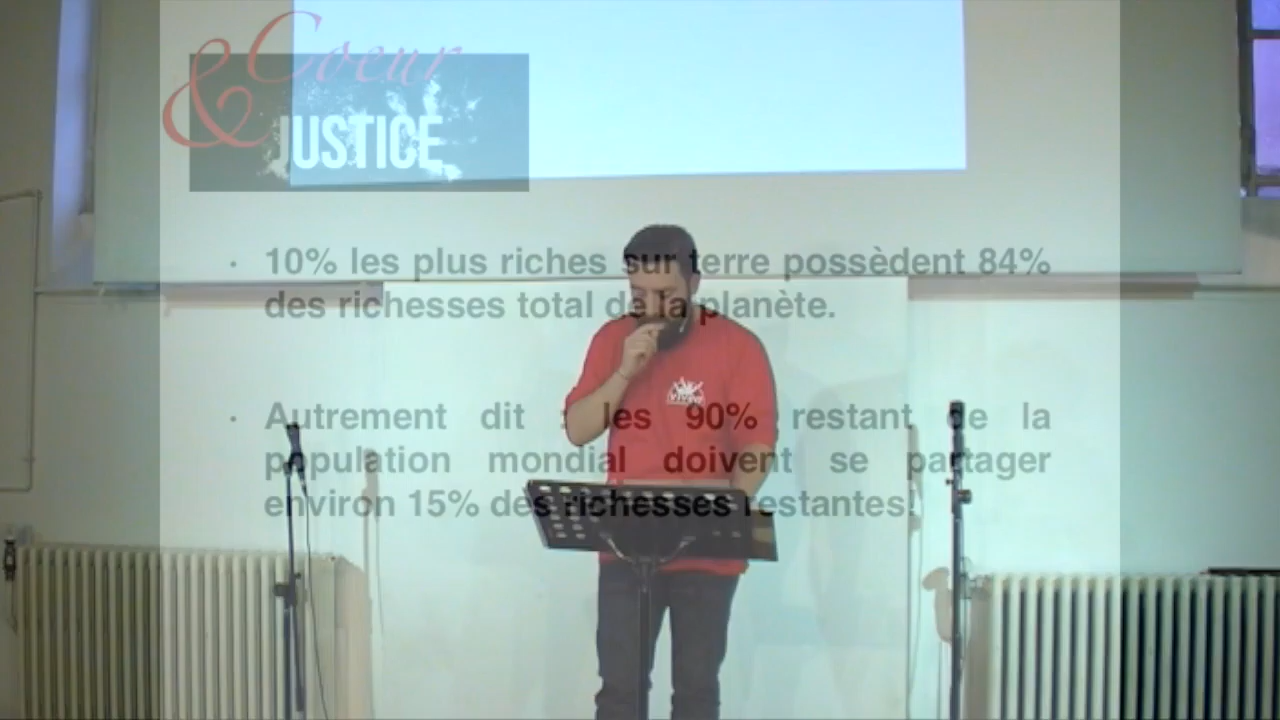 Coeur
& JUSTICE
· 10% les plus riches sur terre possèdent 84%
des richesses total de la planète.
· Autrement dit : les 90% restant de la
population mondial doivent se partager
environ 15% des richesses restantes!